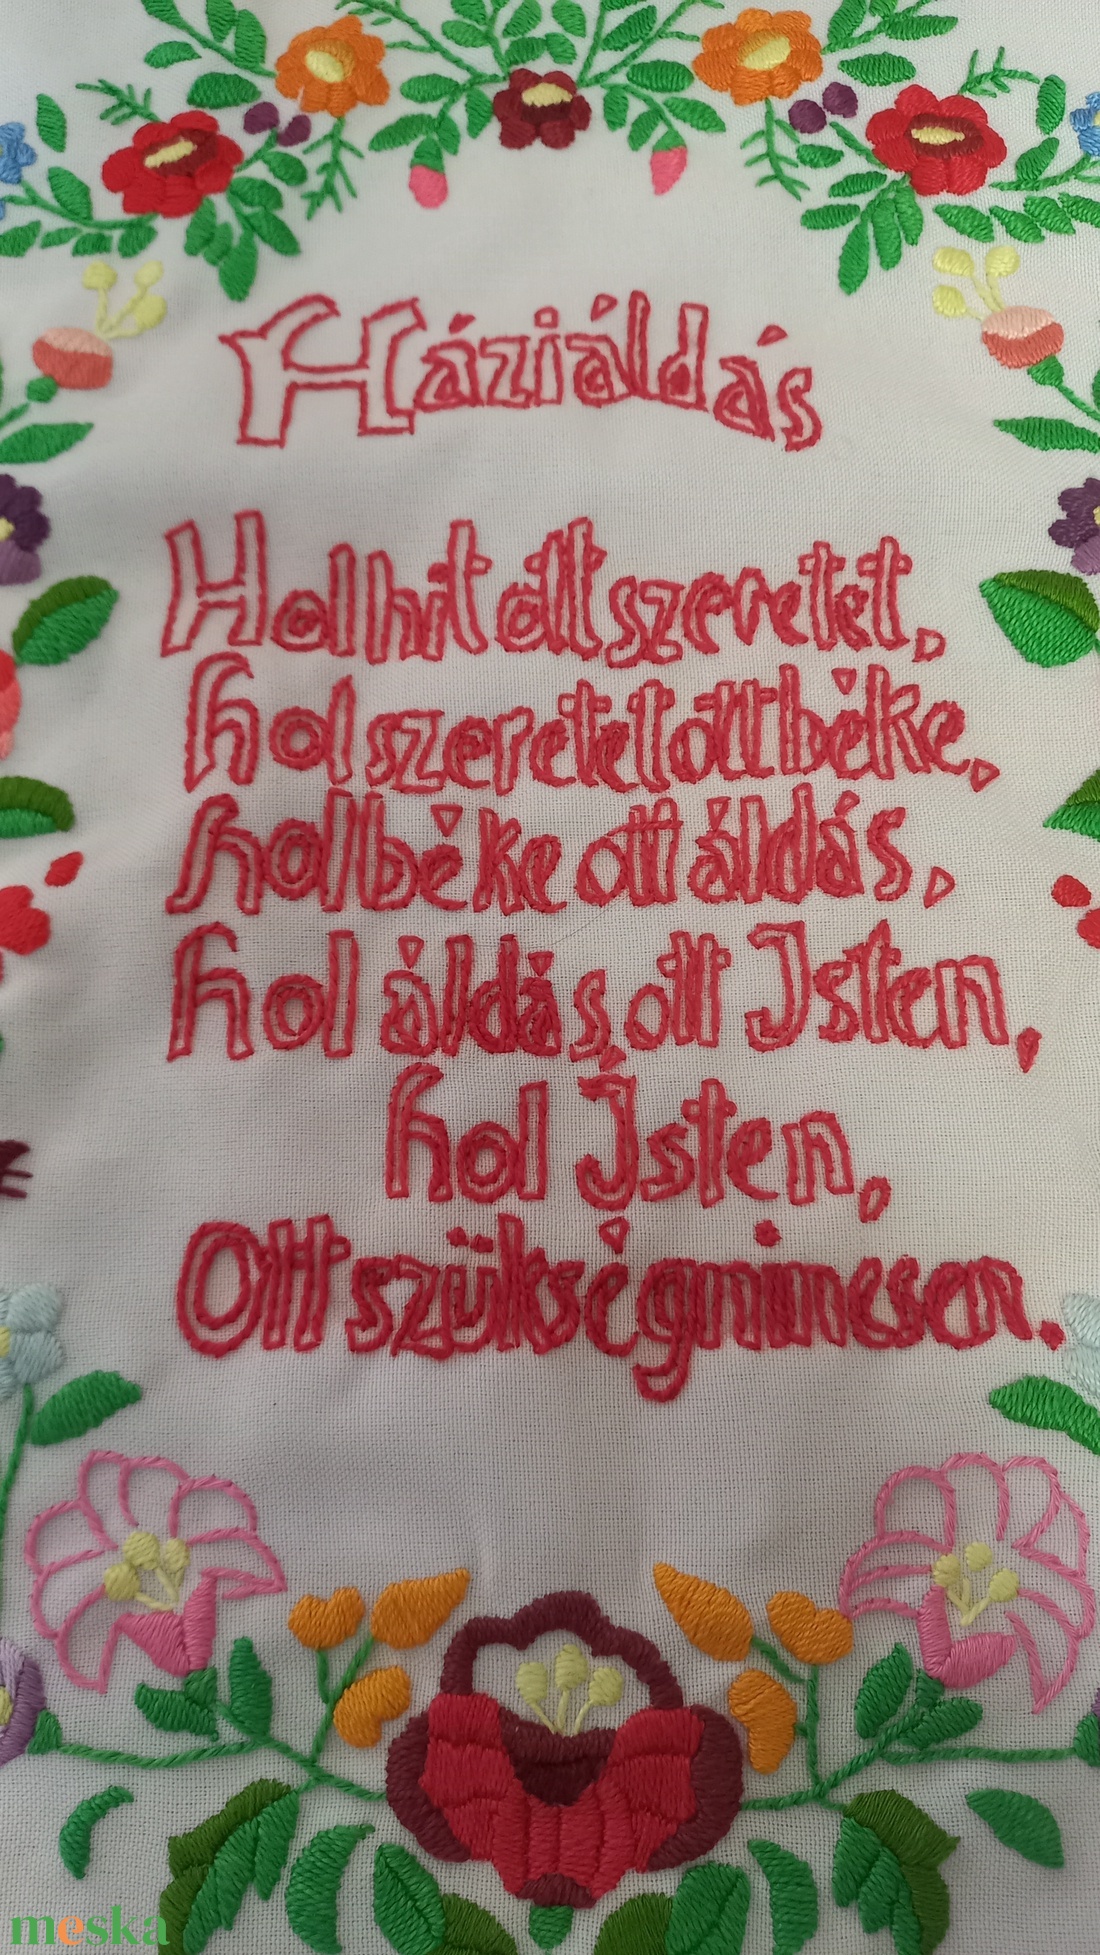 Háziáldás
Hol hit ott szeretet,
hol szeretet ott béke,
hol béke ott áldás,
hol áldás ott Isten,
hol Isten,
Ott szükség nincsen.
meska